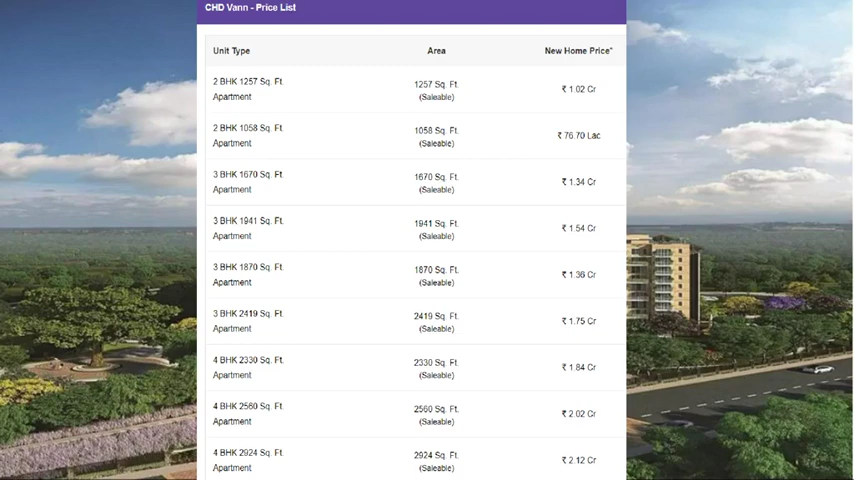 CHD Vann - Price List
Unit Type Area New Home Price*
2 BHK 1257 Sq. Ft. Apartment 1257 Sq. Ft. (Saleable) ₹ 1.02 Cr
2 BHK 1058 Sq. Ft. Apartment 1058 Sq. Ft. (Saleable) ₹ 76.70 Lac
3 BHK 1670 Sq. Ft. Apartment 1670 Sq. Ft. (Saleable) ₹ 1.34 Cr
3 BHK 1941 Sq. Ft. Apartment 1941 Sq. Ft. (Saleable) ₹ 1.54 Cr
3 BHK 1870 Sq. Ft. Apartment 1870 Sq. Ft. (Saleable) ₹ 1.36 Cr
3 BHK 2419 Sq. Ft. Apartment 2419 Sq. Ft. (Saleable) ₹ 1.75 Cr
4 BHK 2330 Sq. Ft. Apartment 2330 Sq. Ft. (Saleable) ₹ 1.84 Cr
4 BHK 2560 Sq. Ft. Apartment 2560 Sq. Ft. (Saleable) ₹ 2.02 Cr
4 BHK 2924 Sq. Ft. Apartment 2924 Sq. Ft. (Saleable) ₹ 2.12 Cr